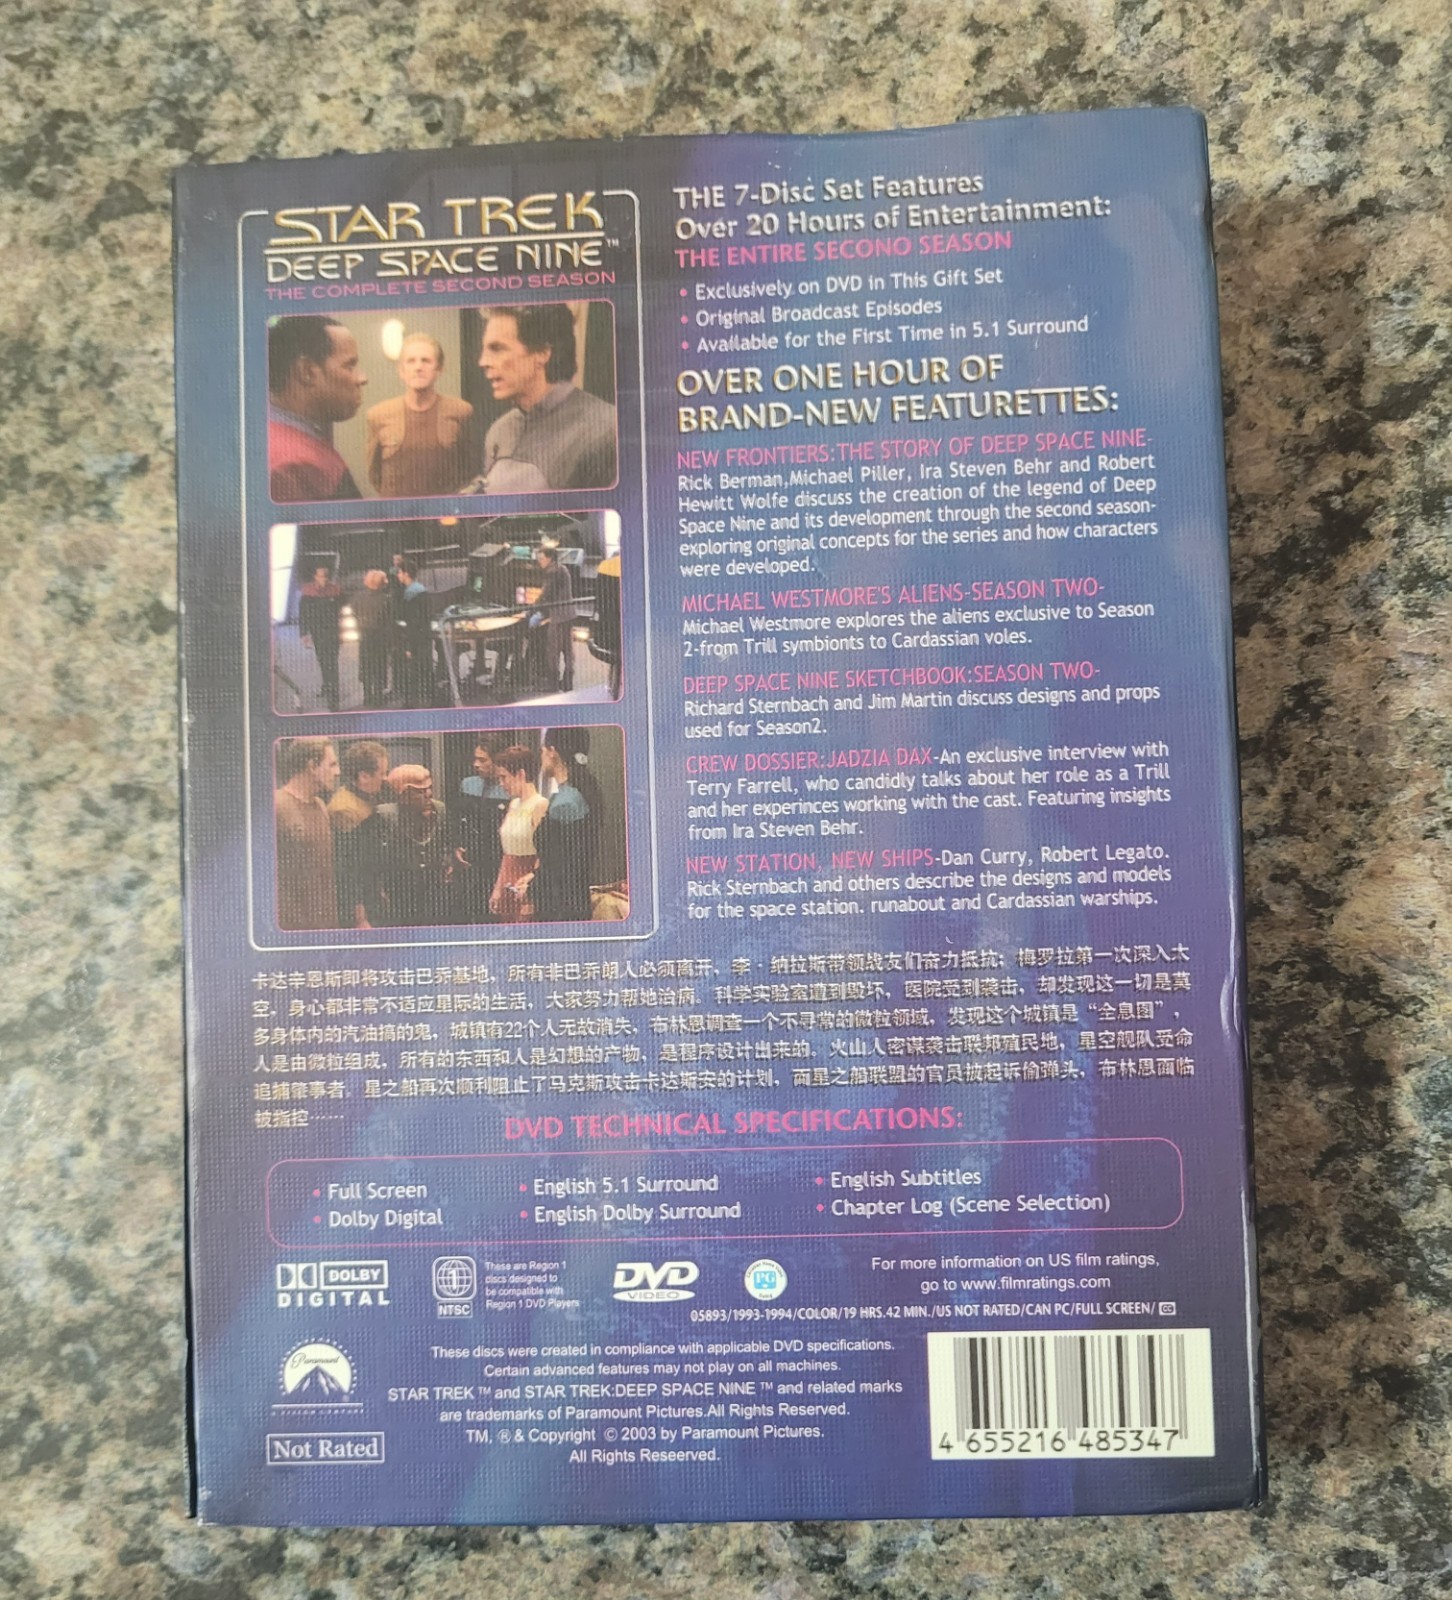 STAR TREK
DEEP SPACE NINE™
THE COMPLETE SECOND SEASON
THE 7-Disc Set Features
Over 20 Hours of Entertainment:
THE ENTIRE SECONO SEASON
• Exclusively on DVD in This Gift Set
• Original Broadcast Episodes
• Available for the First Time in 5.1 Surround
OVER ONE HOUR OF
BRAND-NEW FEATURETTES:
NEW FRONTIERS:THE STORY OF DEEP SPACE NINE-
Rick Berman,Michael Piller, Ira Steven Behr and Robert
Hewitt Wolfe discuss the creation of the legend of Deep
Space Nine and its development through the second season-
exploring original concepts for the series and how characters
were developed.
MICHAEL WESTMORE'S ALIENS-SEASON TWO-
Michael Westmore explores the aliens exclusive to Season
2-from Trill symbionts to Cardassian voles.
DEEP SPACE NINE SKETCHBOOK:SEASON TWO-
Richard Sternbach and Jim Martin discuss designs and props
used for Season2.
CREW DOSSIER:JADZIA DAX-An exclusive interview with
Terry Farrell, who candidly talks about her role as a Trill
and her experinces working with the cast. Featuring insights
from Ira Steven Behr.
NEW STATION, NEW SHIPS-Dan Curry, Robert Legato.
Rick Sternbach and others describe the designs and models
for the space station. runabout and Cardassian warships.
卡达辛恩斯即将攻击巴乔基地，所有非巴乔朗人必须离开，李·纳拉斯带领战友们奋力抵抗；梅罗拉第一次深入太
空，身心都非常不适应星际的生活，大家努力帮她治病。科学实验室遭到毁坏，医院受到袭击，却发现这一切是莫
多身体内的汽油搞的鬼，城镇有22个人无故消失，布林恩调查一个不寻常的微粒领域，发现这个城镇是“全息图”，
人是由微粒组成，所有的东西和人是幻想的产物，是程序设计出来的。火山人密谋袭击联邦殖民地，星空舰队受命
追捕肇事者，星之船再次顺利阻止了马克斯攻击卡达斯安的计划，而星之船联盟的官员被起诉偷弹头，布林恩面临
被指控……
DVD TECHNICAL SPECIFICATIONS:
• Full Screen
• Dolby Digital
• English 5.1 Surround
• English Dolby Surround
• English Subtitles
• Chapter Log (Scene Selection)
DOLBY
DIGITAL
1
NTSC
These are Region 1
discs designed to
be compatible with
Region 1 DVD Players
DVD
VIDEO
PG
For more information on US film ratings,
go to www.filmratings.com
05893/1993-1994/COLOR/19 HRS.42 MIN./US NOT RATED/CAN PC/FULL SCREEN/
Paramount
Not Rated
These discs were created in compliance with applicable DVD specifications.
Certain advanced features may not play on all machines.
STAR TREK ™ and STAR TREK:DEEP SPACE NINE ™ and related marks
are trademarks of Paramount Pictures.All Rights Reserved.
TM, ® & Copyright © 2003 by Paramount Pictures.
All Rights Reseerved.
4 655216 485347